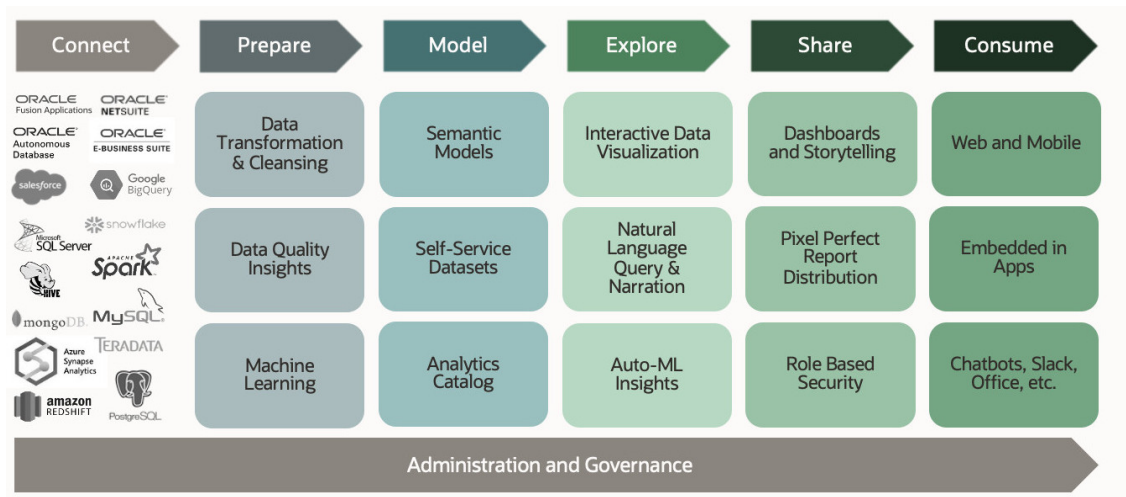 Connect
Prepare
Model
Explore
Share
Consume
ORACLE
Fusion Applications
ORACLE
NETSUITE
ORACLE
Autonomous
Database
ORACLE
E-BUSINESS SUITE
salesforce
Google
BigQuery
Microsoft
SQL Server
snowflake
HIVE
APACHE
Spark
mongoDB
MySQL
Azure
Synapse
Analytics
TERADATA
amazon
REDSHIFT
PostgreSQL
Data
Transformation
& Cleansing
Semantic
Models
Interactive Data
Visualization
Dashboards
and Storytelling
Web and Mobile
Data Quality
Insights
Self-Service
Datasets
Natural
Language
Query &
Narration
Pixel Perfect
Report
Distribution
Embedded in
Apps
Machine
Learning
Analytics
Catalog
Auto-ML
Insights
Role Based
Security
Chatbots, Slack,
Office, etc.
Administration and Governance